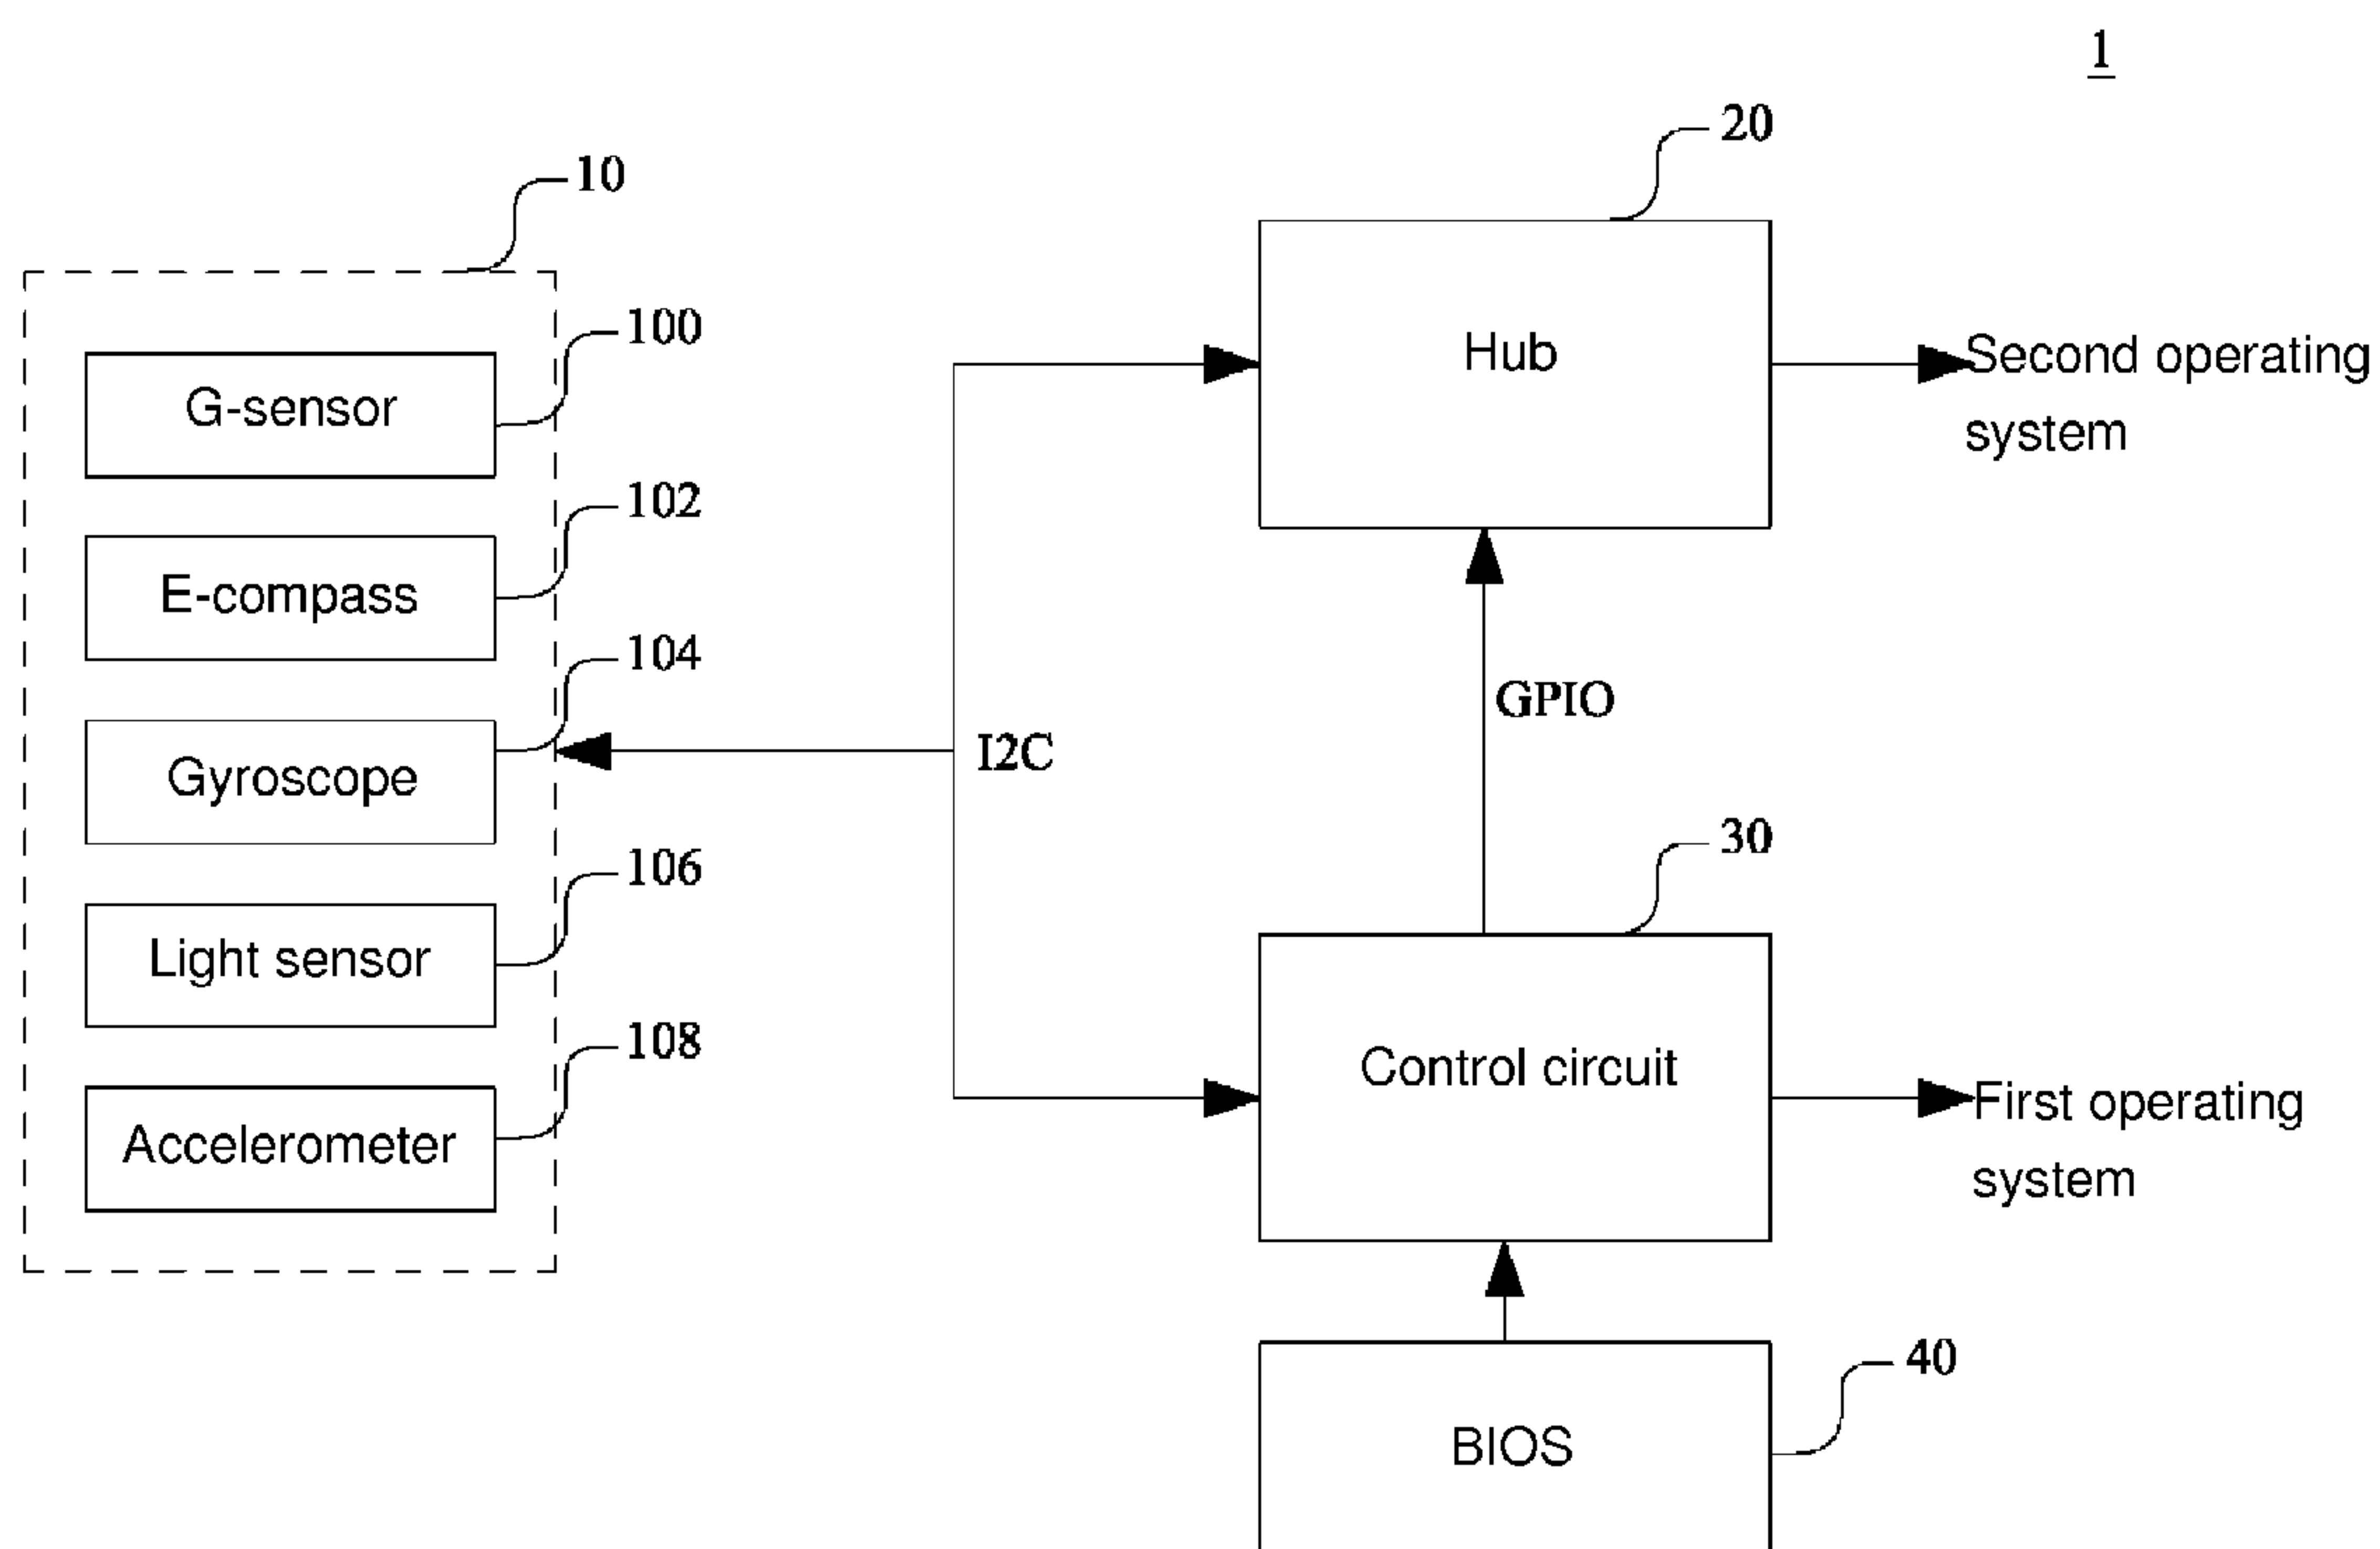 1
20
10
100
G-sensor
Hub
Second operating
system
102
E-compass
104
Gyroscope
I2C
GPIO
30
106
Light sensor
108
Control circuit
First operating
system
Accelerometer
40
BIOS